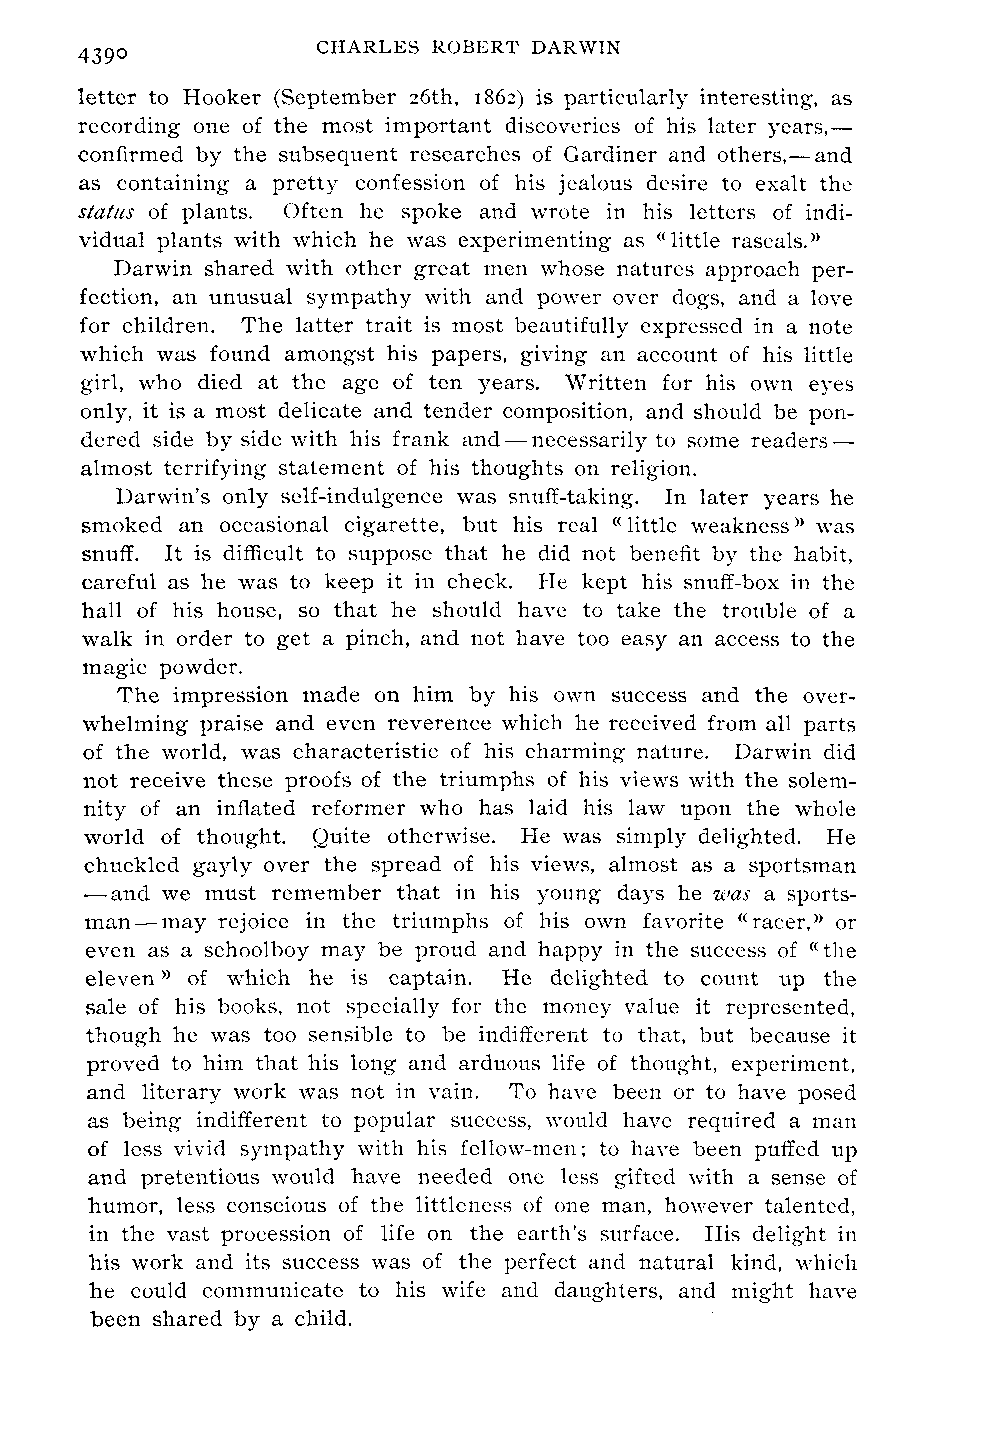 4390
CHARLES ROBERT DARWIN
letter to Hooker (September 26th, 1862) is particularly interesting, as
recording one of the most important discoveries of his later years,—
confirmed by the subsequent researches of Gardiner and others,—and
as containing a pretty confession of his jealous desire to exalt the
status of plants. Often he spoke and wrote in his letters of indi-
vidual plants with which he was experimenting as «little rascals.»
Darwin shared with other great men whose natures approach per-
fection, an unusual sympathy with and power over dogs, and a love
for children. The latter trait is most beautifully expressed in a note
which was found amongst his papers, giving an account of his little
girl, who died at the age of ten years. Written for his own eyes
only, it is a most delicate and tender composition, and should be pon-
dered side by side with his frank and—necessarily to some readers—
almost terrifying statement of his thoughts on religion.
Darwin's only self-indulgence was snuff-taking. In later years he
smoked an occasional cigarette, but his real «little weakness» was
snuff. It is difficult to suppose that he did not benefit by the habit,
careful as he was to keep it in check. He kept his snuff-box in the
hall of his house, so that he should have to take the trouble of a
walk in order to get a pinch, and not have too easy an access to the
magic powder.
The impression made on him by his own success and the over-
whelming praise and even reverence which he received from all parts
of the world, was characteristic of his charming nature. Darwin did
not receive these proofs of the triumphs of his views with the solem-
nity of an inflated reformer who has laid his law upon the whole
world of thought. Quite otherwise. He was simply delighted. He
chuckled gayly over the spread of his views, almost as a sportsman
—and we must remember that in his young days he was a sports-
man—may rejoice in the triumphs of his own favorite «racer,» or
even as a schoolboy may be proud and happy in the success of «the
eleven» of which he is captain. He delighted to count up the
sale of his books, not specially for the money value it represented,
though he was too sensible to be indifferent to that, but because it
proved to him that his long and arduous life of thought, experiment,
and literary work was not in vain. To have been or to have posed
as being indifferent to popular success, would have required a man
of less vivid sympathy with his fellow-men; to have been puffed up
and pretentious would have needed one less gifted with a sense of
humor, less conscious of the littleness of one man, however talented,
in the vast procession of life on the earth's surface. His delight in
his work and its success was of the perfect and natural kind, which
he could communicate to his wife and daughters, and might have
been shared by a child.